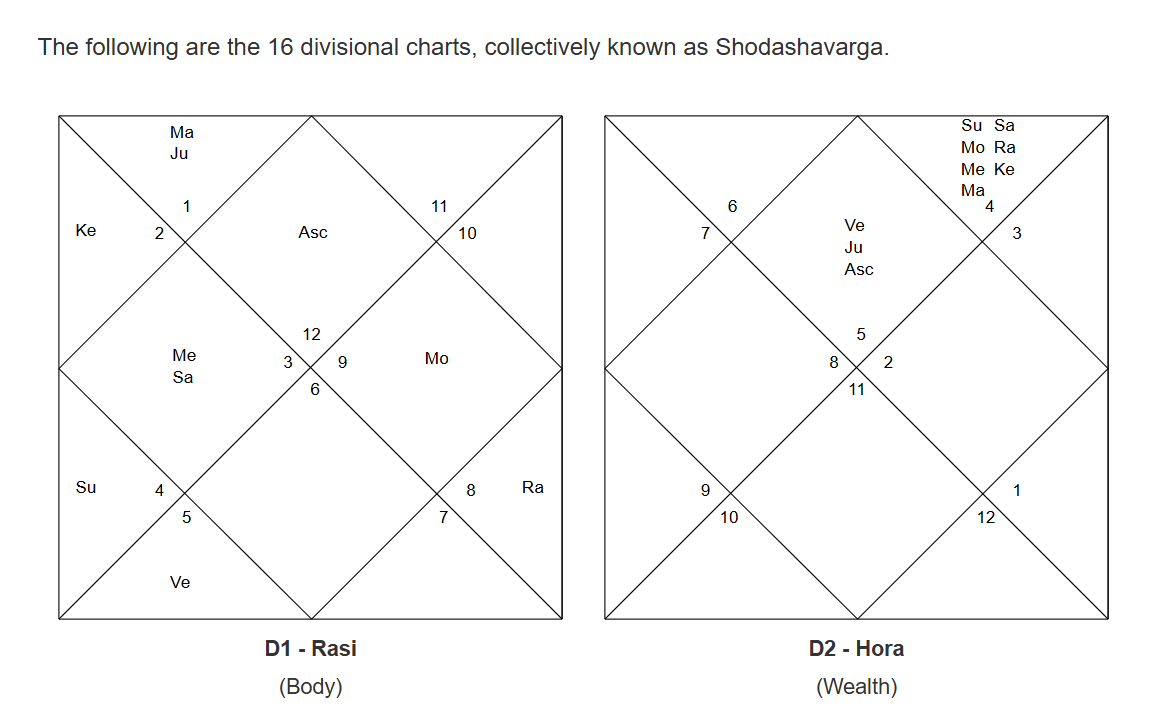 The following are the 16 divisional charts, collectively known as Shodashavarga.
Ma
Ju
1
11
Ke
2
Asc
10
12
Me
Sa
3
9
Mo
6
Su
4
8
Ra
5
7
Ve
D1 - Rasi
(Body)
Su Sa
Mo Ra
Me Ke
Ma
6
4
7
Ve
Ju
Asc
3
5
8
2
11
9
1
10
12
D2 - Hora
(Wealth)